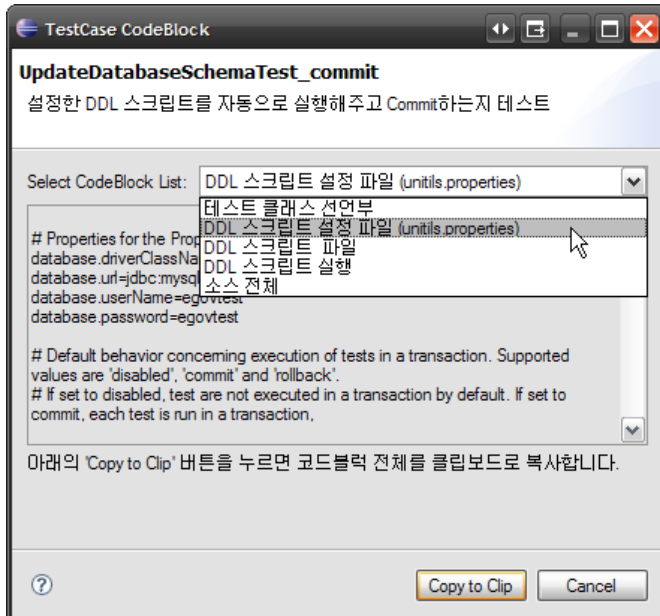 TestCase CodeBlock
UpdateDatabaseSchemaTest_commit
설정한 DDL 스크립트를 자동으로 실행해주고 Commit하는지 테스트
Select CodeBlock List: DDL 스크립트 설정 파일 (unitils.properties)
테스트 클래스 선언부
DDL 스크립트 설정 파일 (unitils.properties)
DDL 스크립트 파일
DDL 스크립트 실행
소스 전체
# Properties for the Prop
database.driverClassNa
database.url=jdbc:mysql
database.userName=egovtest
database.password=egovtest
# Default behavior concerning execution of tests in a transaction. Supported
values are 'disabled', 'commit' and 'rollback'.
# If set to disabled, test are not executed in a transaction by default. If set to
commit, each test is run in a transaction,
아래의 'Copy to Clip' 버튼을 누르면 코드블럭 전체를 클립보드로 복사합니다.
Copy to Clip
Cancel